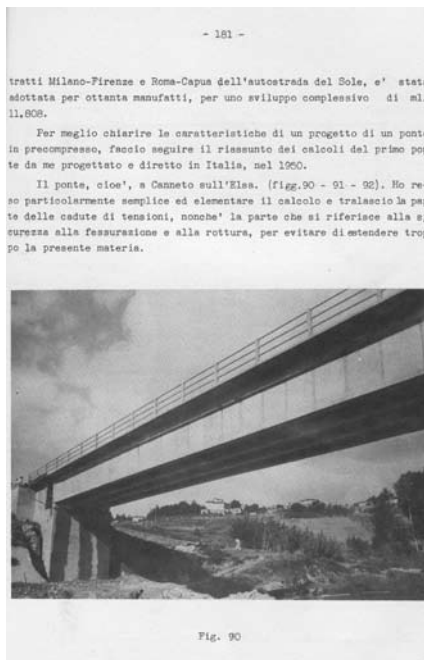 - 181 -
tratti Milano-Firenze e Roma-Capua dell'autostrada del Sole, e' stata
adottata per ottanta manufatti, per uno sviluppo complessivo di ml.
11.808.
Per meglio chiarire le caratteristiche di un progetto di un ponte
in precompresso, faccio seguire il riassunto dei calcoli del primo pon
te da me progettato e diretto in Italia, nel 1950.
Il ponte, cioe', a Canneto sull'Elsa. (figg.90 - 91 - 92). Ho re-
so particolarmente semplice ed elementare il calcolo e tralascio la par
te delle cadute di tensioni, nonche' la parte che si riferisce alla si
curezza alla fessurazione e alla rottura, per evitare di estendere trop
po la presente materia.
Fig. 90